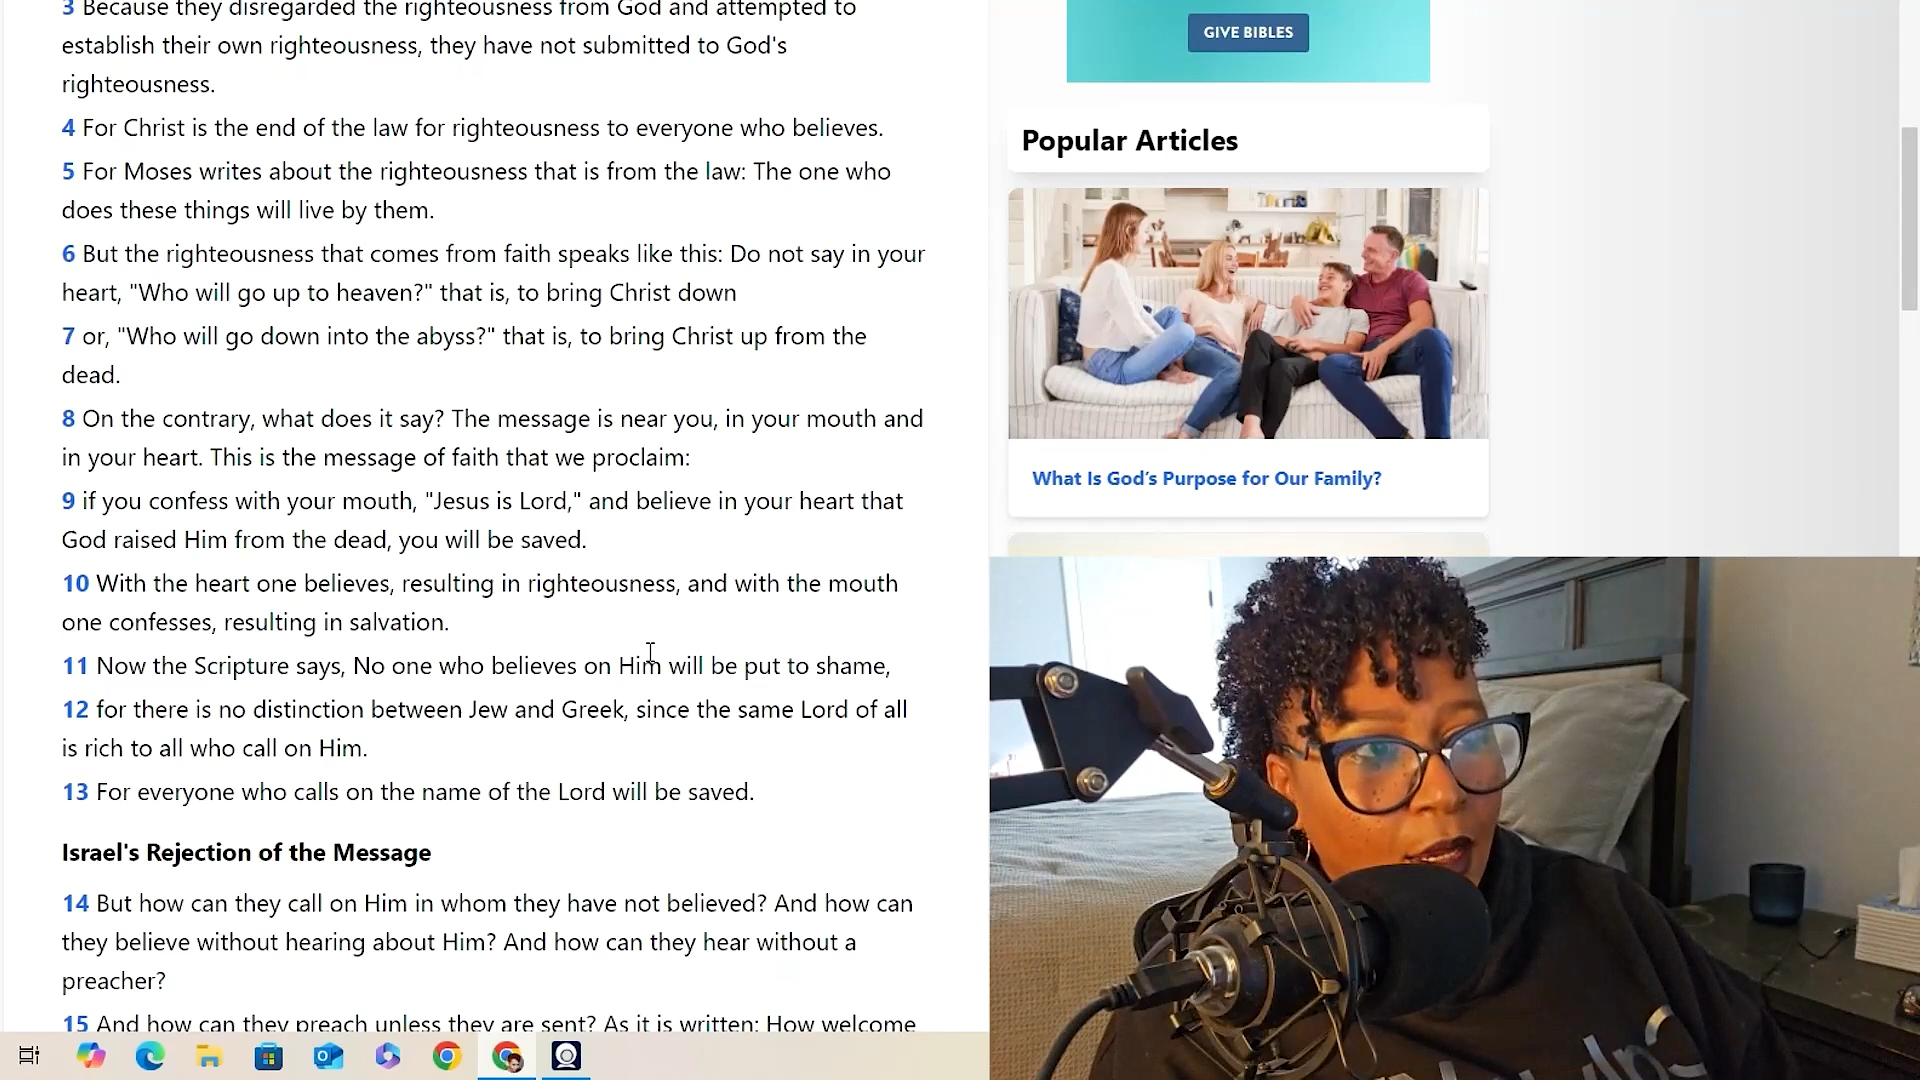 3 Because they disregarded the righteousness from God and attempted to
establish their own righteousness, they have not submitted to God's
righteousness.
4 For Christ is the end of the law for righteousness to everyone who believes.
5 For Moses writes about the righteousness that is from the law: The one who
does these things will live by them.
6 But the righteousness that comes from faith speaks like this: Do not say in your
heart, "Who will go up to heaven?" that is, to bring Christ down
7 or, "Who will go down into the abyss?" that is, to bring Christ up from the
dead.
8 On the contrary, what does it say? The message is near you, in your mouth and
in your heart. This is the message of faith that we proclaim:
9 if you confess with your mouth, "Jesus is Lord," and believe in your heart that
God raised Him from the dead, you will be saved.
10 With the heart one believes, resulting in righteousness, and with the mouth
one confesses, resulting in salvation.
11 Now the Scripture says, No one who believes on Him will be put to shame,
12 for there is no distinction between Jew and Greek, since the same Lord of all
is rich to all who call on Him.
13 For everyone who calls on the name of the Lord will be saved.
Israel's Rejection of the Message
14 But how can they call on Him in whom they have not believed? And how can
they believe without hearing about Him? And how can they hear without a
preacher?
15 And how can they preach unless they are sent? As it is written: How welcome
GIVE BIBLES
Popular Articles
What Is God's Purpose for Our Family?